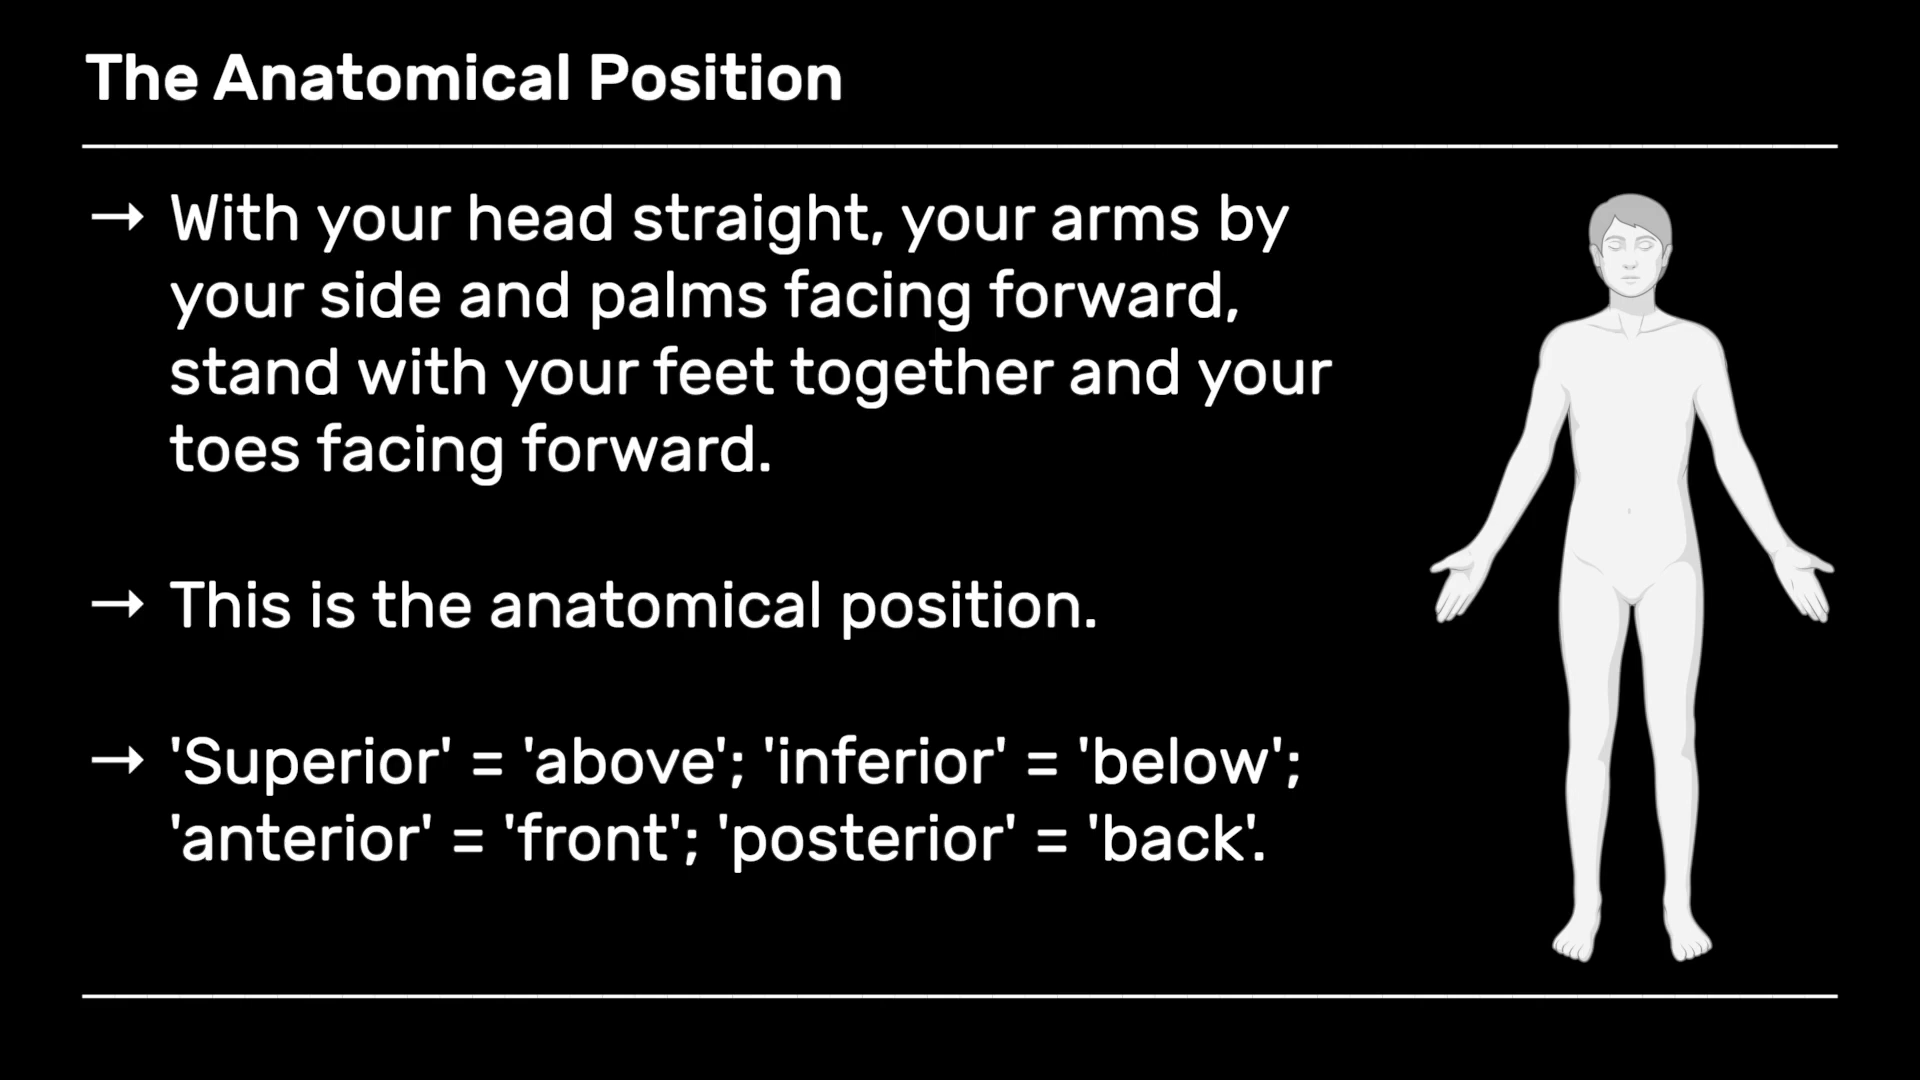 The Anatomical Position
→ With your head straight, your arms by
your side and palms facing forward,
stand with your feet together and your
toes facing forward.
→ This is the anatomical position.
→ 'Superior' = 'above'; 'inferior' = 'below';
'anterior' = 'front'; 'posterior' = 'back'.